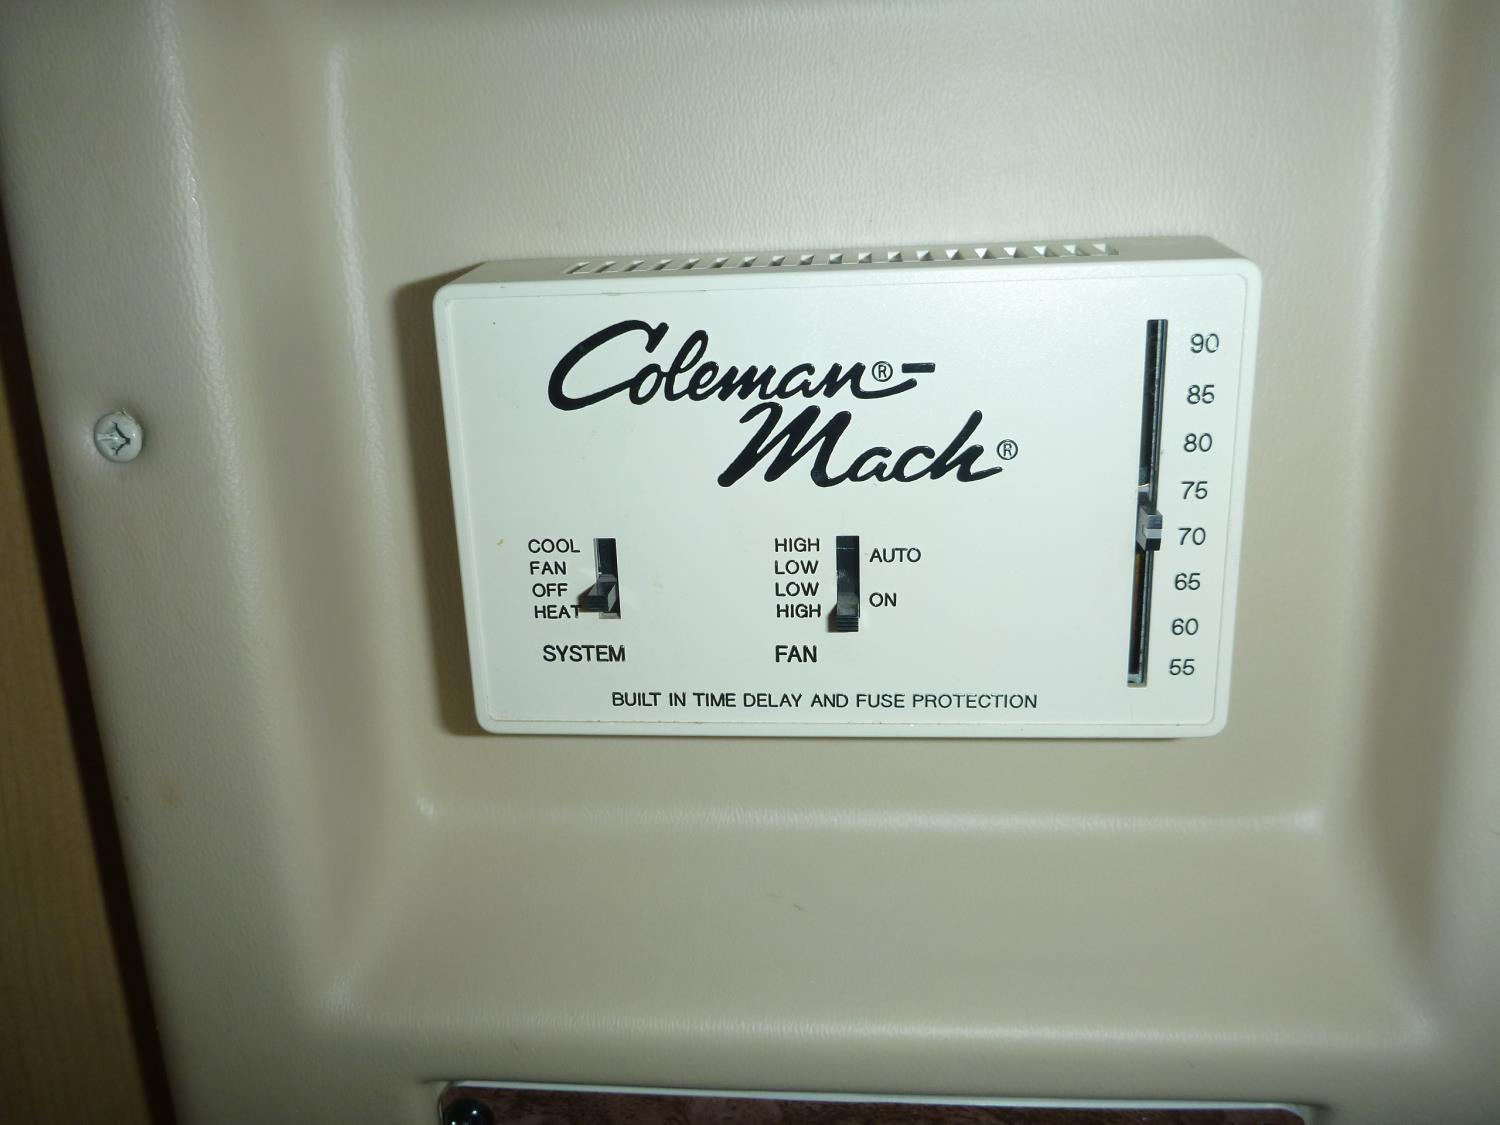 Coleman®-
Mach®
90
85
80
75
70
65
60
55
COOL
FAN
OFF
HEAT
SYSTEM
HIGH
LOW
LOW
HIGH
AUTO
ON
FAN
BUILT IN TIME DELAY AND FUSE PROTECTION